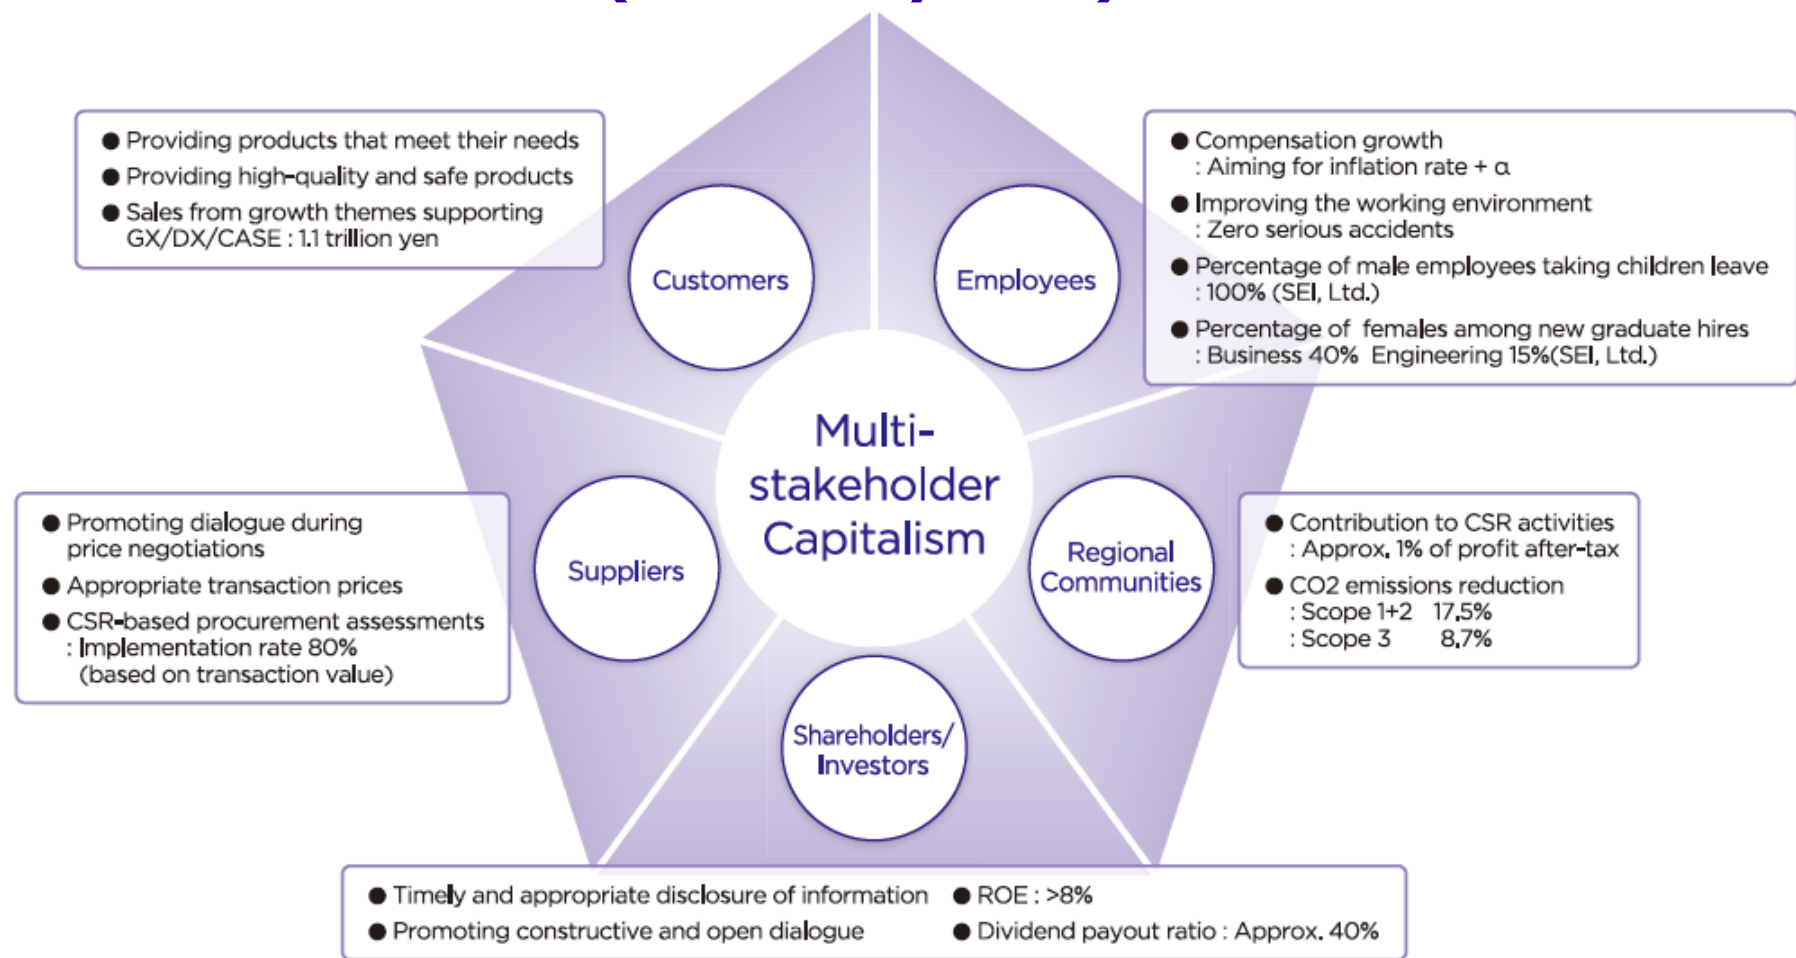 ● Providing products that meet their needs
● Providing high-quality and safe products
● Sales from growth themes supporting
GX/DX/CASE : 1.1 trillion yen
● Compensation growth
: Aiming for inflation rate + α
● Improving the working environment
: Zero serious accidents
● Percentage of male employees taking children leave
: 100% (SEI, Ltd.)
● Percentage of females among new graduate hires
: Business 40% Engineering 15%(SEI, Ltd.)
Customers
Employees
Multi-
stakeholder
Capitalism
● Promoting dialogue during
price negotiations
● Appropriate transaction prices
● CSR-based procurement assessments
: Implementation rate 80%
(based on transaction value)
Suppliers
Regional
Communities
● Contribution to CSR activities
: Approx. 1% of profit after-tax
● CO2 emissions reduction
: Scope 1+2 17.5%
: Scope 3 8.7%
Shareholders/
Investors
● Timely and appropriate disclosure of information
● Promoting constructive and open dialogue
● ROE : >8%
● Dividend payout ratio : Approx. 40%